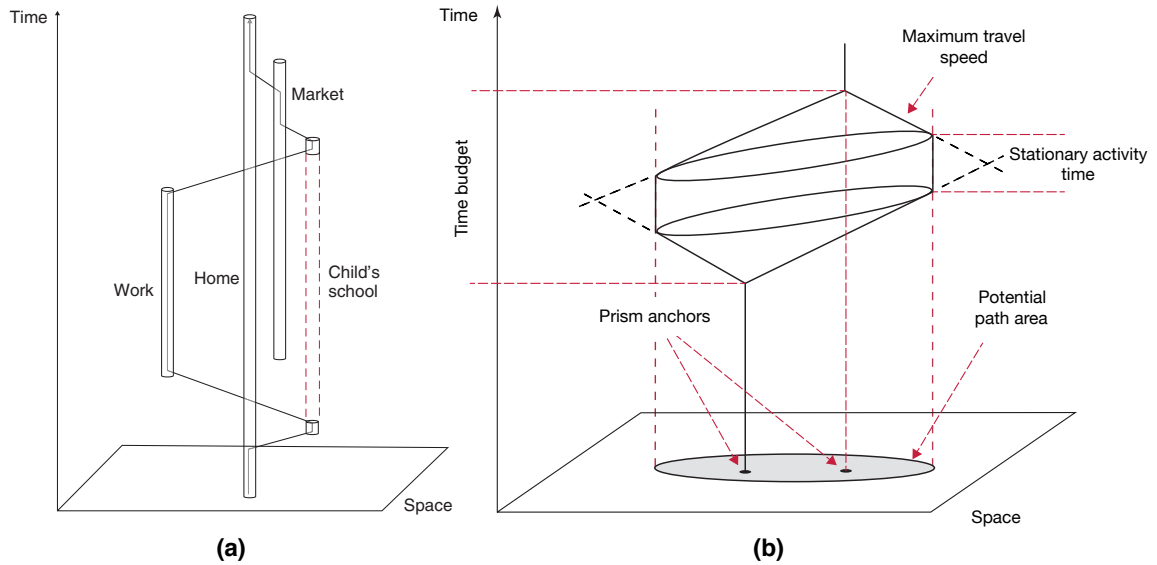 Time
Market
Home
Work
Child's
school
Space
(a)
Time
Maximum travel
speed
Time budget
Stationary activity
time
Prism anchors
Potential
path area
Space
(b)